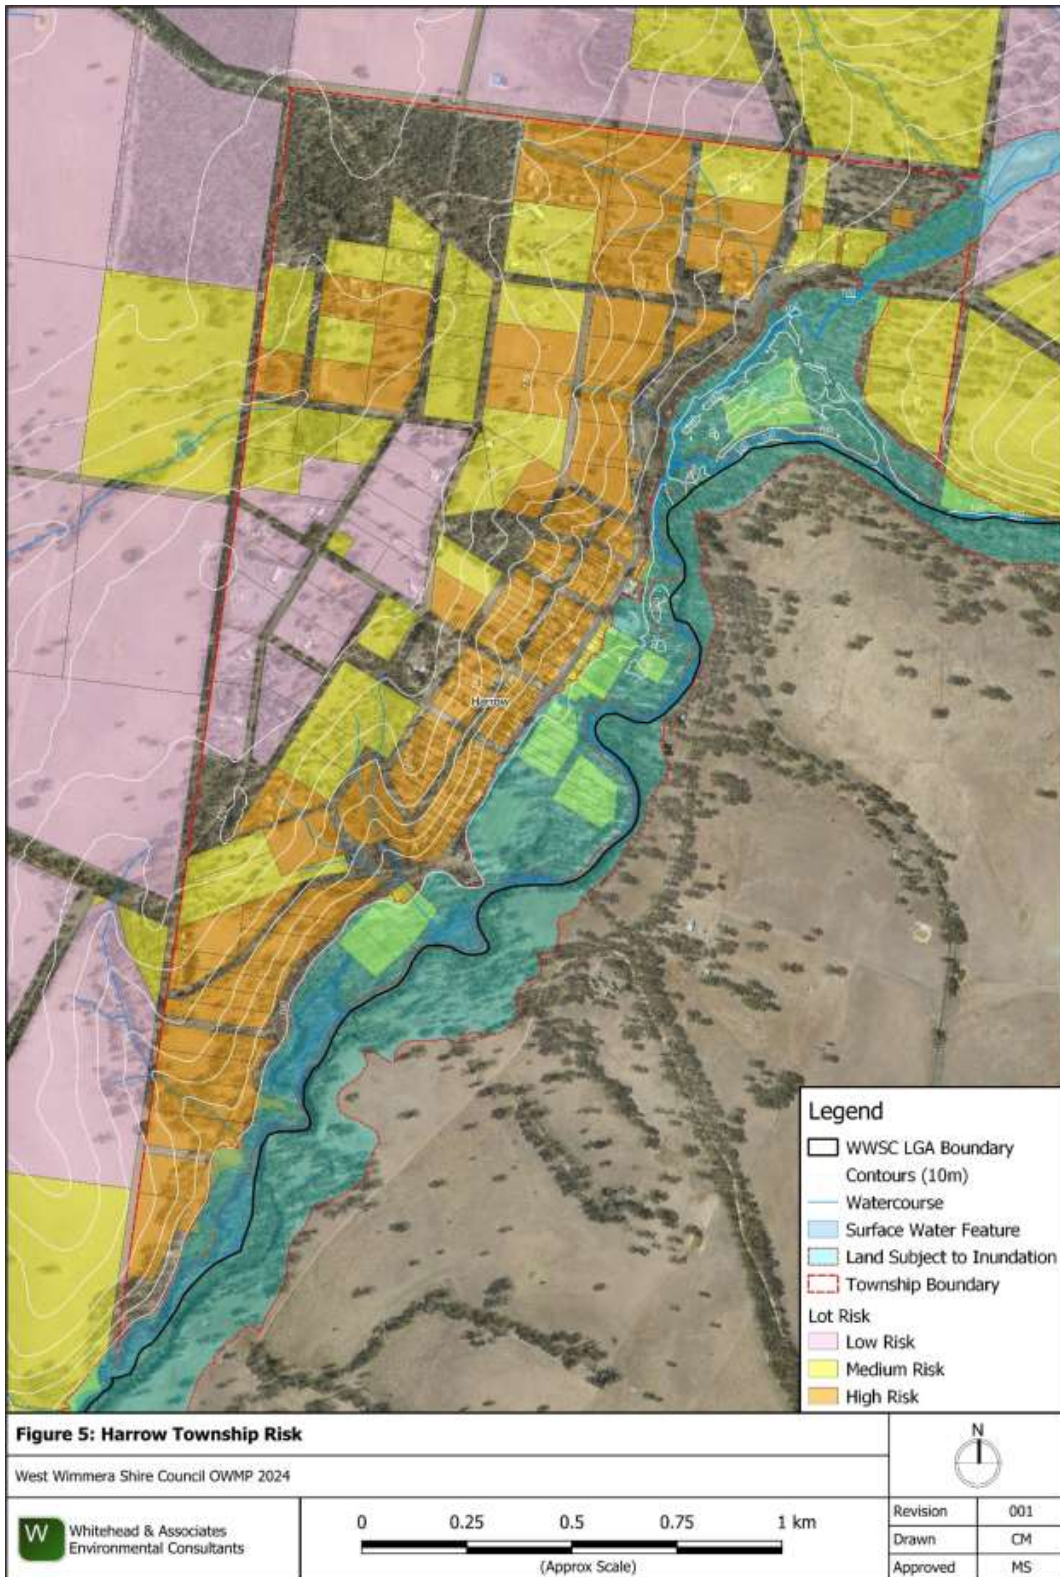 Harrow
Legend
WWSC LGA Boundary
Contours (10m)
Watercourse
Surface Water Feature
Land Subject to Inundation
Township Boundary
Lot Risk
Low Risk
Medium Risk
High Risk
Figure 5: Harrow Township Risk
West Wimmera Shire Council OWMP 2024
N
W
Whitehead & Associates
Environmental Consultants
0 0.25 0.5 0.75 1 km
(Approx Scale)
Revision 001
Drawn CM
Approved MS